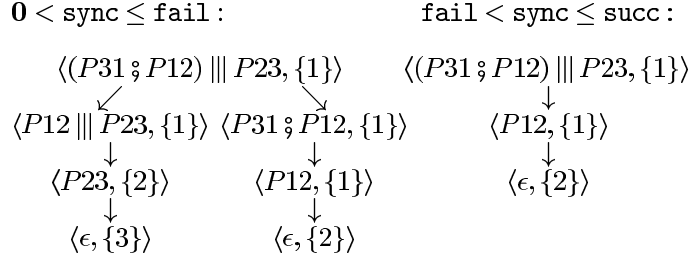 0 < sync ≤ fail : fail < sync ≤ succ :
⟨(P31 ⨟ P12) ||| P23, {1}⟩ ⟨(P31 ⨟ P12) ||| P23, {1}⟩
⟨P12 ||| P23, {1}⟩ ⟨P31 ⨟ P12, {1}⟩ ⟨P12, {1}⟩
⟨P23, {2}⟩ ⟨P12, {1}⟩ ⟨ϵ, {2}⟩
⟨ϵ, {3}⟩ ⟨ϵ, {2}⟩